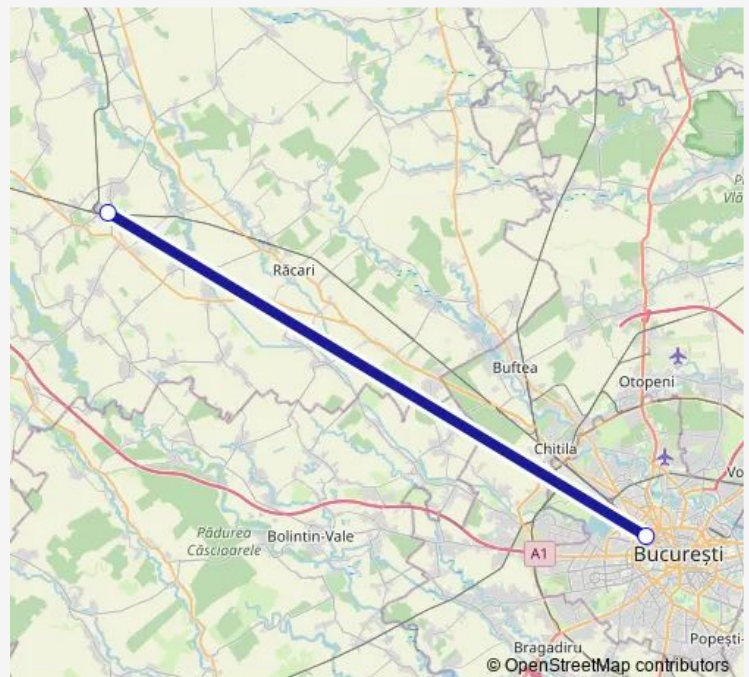 Răcari
Buftea
Otopeni
Chitila
Pădurea
Căscioarele
Bolintin-Vale
A1
București
Bragadiru
Popești-
© OpenStreetMap contributors